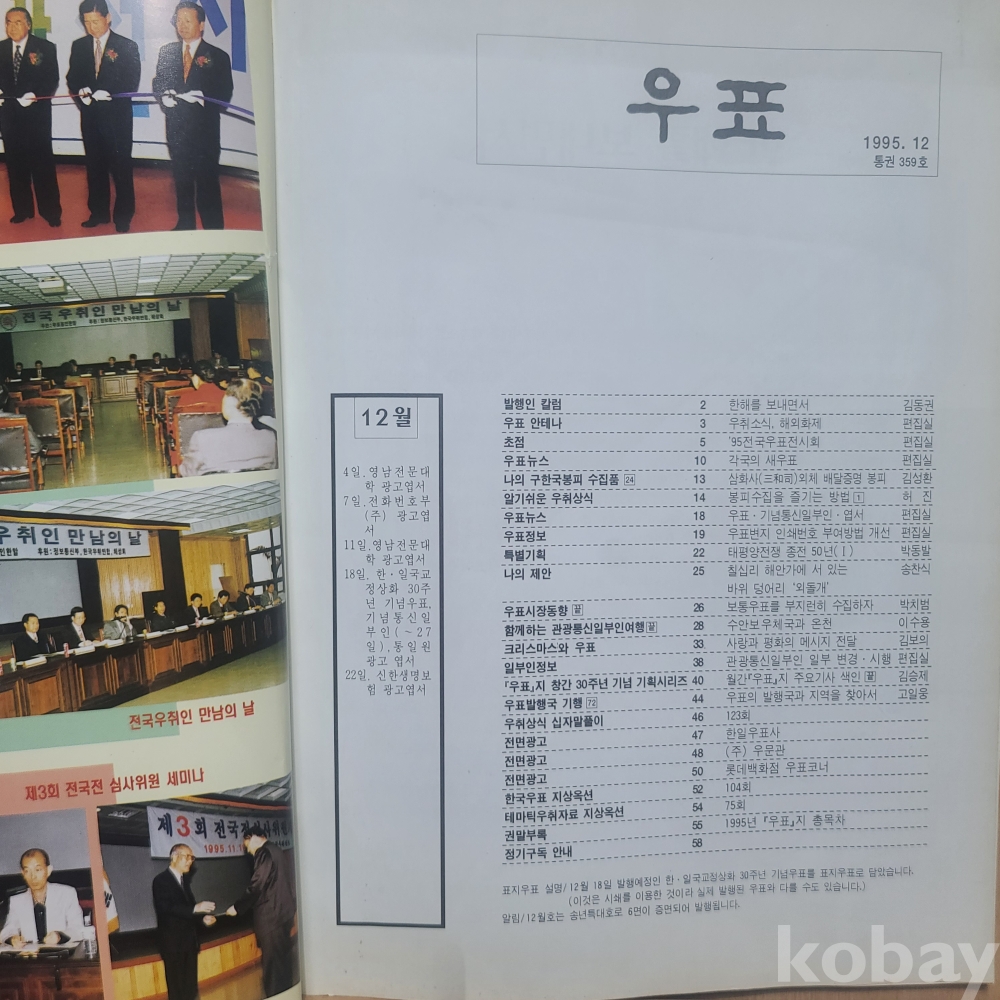 전국 우취인 만남의 날
우취인 만남의 날
전국우취인 만남의 날
제3회 전국전 심사위원 세미나
제3회 전국전 심사위원
1995.11.1
우표
1995. 12
통권 359호
12월
4일. 영남전문대
학 광고엽서
7일. 전화번호부
(주) 광고엽
서
11일. 영남전문대
학 광고엽서
18일. 한·일국교
정상화 30주
년 기념우표,
기념통신일
부인(~27
일), 동일원
광고 엽서
22일. 신한생명보
험 광고엽서
발행인 칼럼 2 한해를 보내면서 김동권
우표 안테나 3 우취소식, 해외화제 편집실
초점 5 '95전국우표전시회 편집실
우표뉴스 10 각국의 새우표 편집실
나의 구한국봉피 수집품 24 13 삼화사(三和司)외체 배달증명 봉피 김성환
알기쉬운 우취상식 14 봉피수집을 즐기는 방법 1 허 진
우표뉴스 18 우표·기념통신일부인·엽서 편집실
우표정보 19 우표변지 인쇄번호 부여방법 개선 편집실
특별기획 22 태평양전쟁 종전 50년(Ⅰ) 박동발
나의 제안 25 칠십리 해안가에 서 있는 송찬식
바위 덩어리 '외돌개'
우표시장동향 끝 26 보통우표를 부지런히 수집하자 박치범
함께하는 관광통신일부인여행 끝 28 수안보우체국과 온천 이수용
크리스마스와 우표 33 사랑과 평화의 메시지 전달 김보의
일부인정보 38 관광통신일부인 일부 변경·시행 편집실
「우표」지 창간 30주년 기념 기획시리즈 40 월간「우표」지 주요기사 색인 끝 김승제
우표발행국 기행 72 44 우표의 발행국과 지역을 찾아서 고일웅
우취상식 십자말풀이 46 123회
전면광고 47 한일우표사
전면광고 48 (주) 우문관
전면광고 50 롯데백화점 우표코너
한국우표 지상옥션 52 104회
테마틱우취자료 지상옥션 54 75회
권말부록 55 1995년 「우표」지 총목차
정기구독 안내 58
표지우표 설명/12월 18일 발행예정인 한·일국교정상화 30주년 기념우표를 표지우표로 담았습니다.
(이것은 시쇄를 이용한 것이라 실제 발행된 우표와 다를 수도 있습니다.)
알림/12월호는 송년특대호로 6면이 증면되어 발행됩니다.
kobay